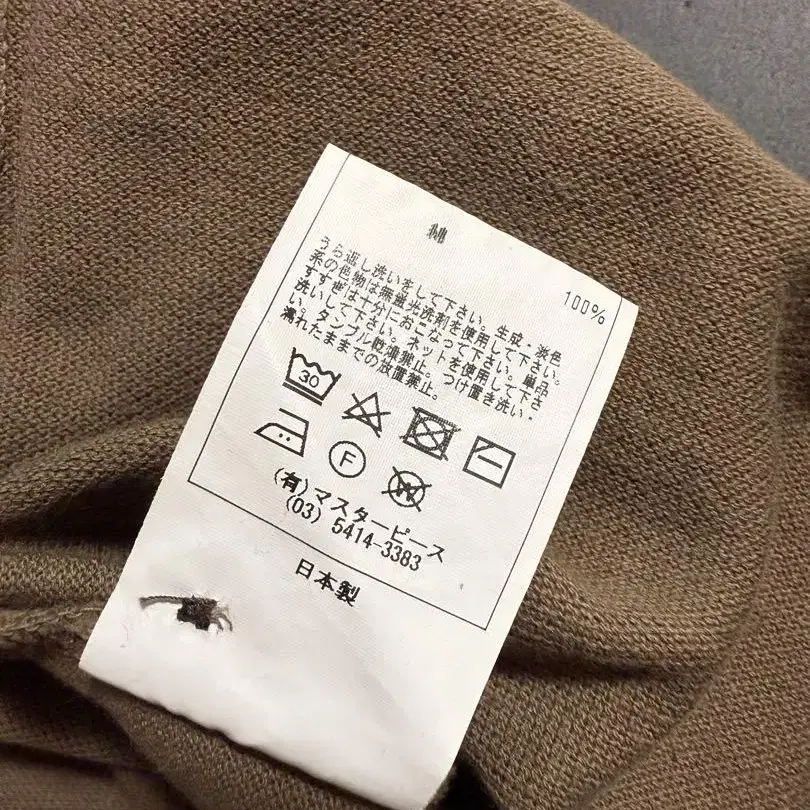 綿 100%
うら返し洗いをして下さい。生成・淡色
系の色物は無蛍光洗剤を使用して下さい。
すすぎは十分におこなって下さい。単品
洗いして下さい。ネットを使用して下さ
い。タンブル乾燥禁止。つけ置き洗い・
濡れたままでの放置禁止。
30
F
W
(有)マスターピース
(03) 5414-3383
日本製